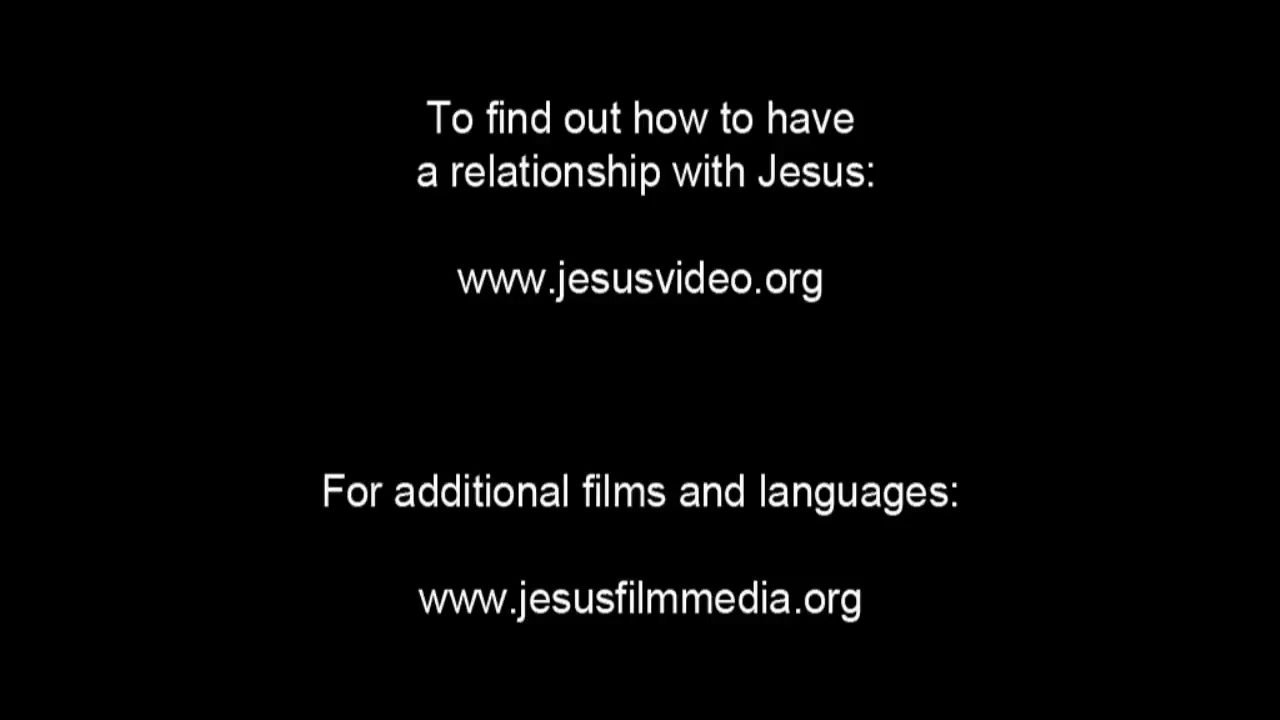 To find out how to have
a relationship with Jesus:
www.jesusvideo.org
For additional films and languages:
www.jesusfilmmedia.org